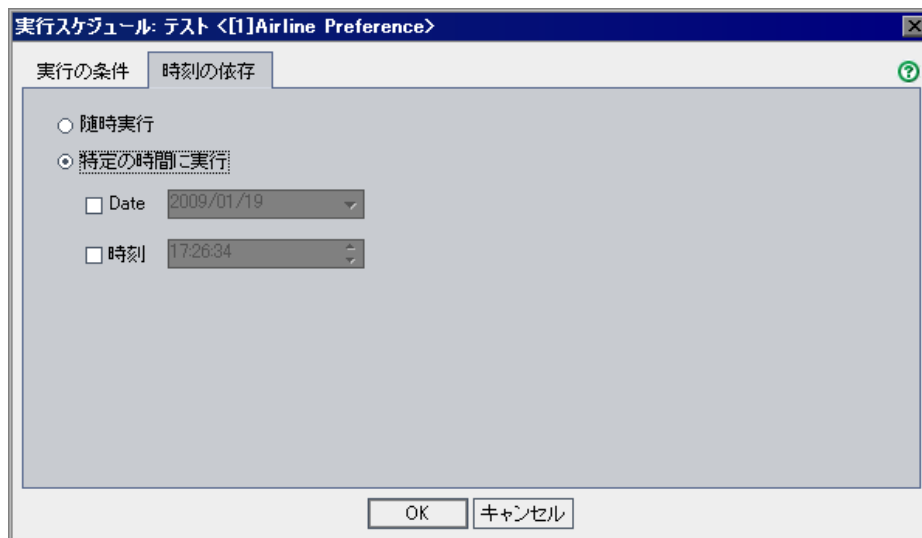 実行スケジュール: テスト <[1]Airline Preference>
実行の条件 時刻の依存
随時実行
特定の時間に実行
Date 2009/01/19
時刻 17:26:34
OK キャンセル